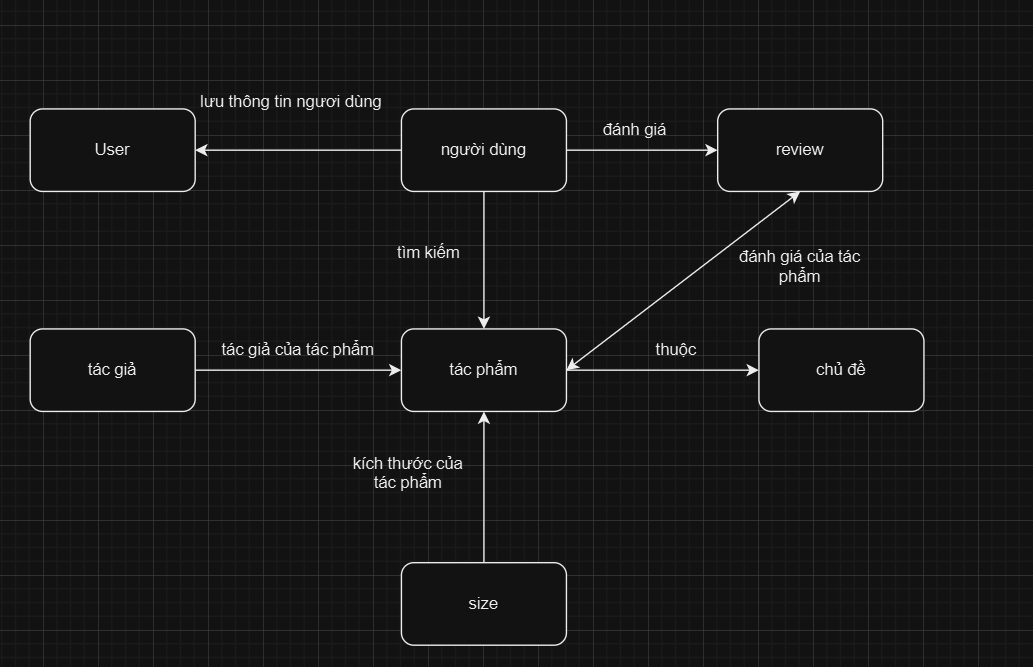 lưu thông tin ngươi dùng
User
người dùng
đánh giá
review
tìm kiếm
đánh giá của tác
phẩm
tác giả
tác giả của tác phẩm
tác phẩm
thuộc
chủ đề
kích thước của
tác phẩm
size